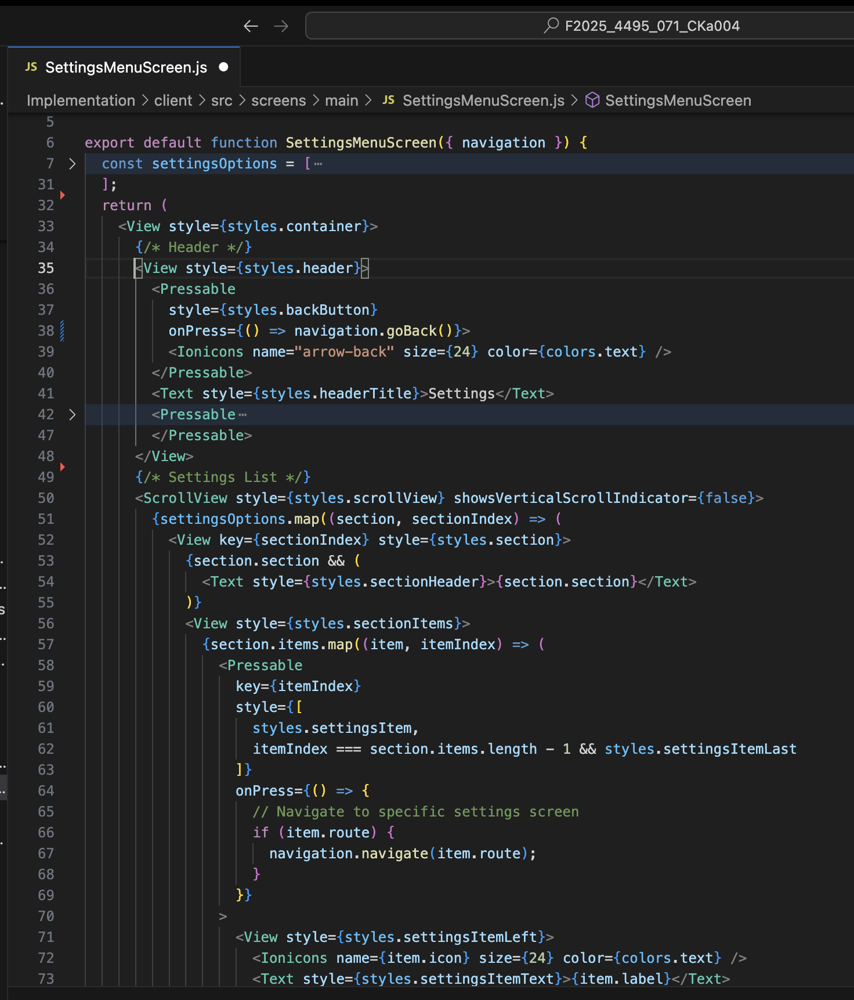 F2025_4495_071_CKa004
JS SettingsMenuScreen.js
Implementation > client > src > screens > main > JS SettingsMenuScreen.js > SettingsMenuScreen
5
6 export default function SettingsMenuScreen({ navigation }) {
7 const settingsOptions = [ ⋯
31 ];
32 return (
33 <View style={styles.container}>
34 {/* Header */}
35 <View style={styles.header}>
36 <Pressable
37 style={styles.backButton}
38 onPress={() => navigation.goBack()}>
39 <Ionicons name="arrow-back" size={24} color={colors.text} />
40 </Pressable>
41 <Text style={styles.headerTitle}>Settings</Text>
42 <Pressable ⋯
47 </Pressable>
48 </View>
49 {/* Settings List */}
50 <ScrollView style={styles.scrollView} showsVerticalScrollIndicator={false}>
51 {settingsOptions.map((section, sectionIndex) => (
52 <View key={sectionIndex} style={styles.section}>
53 {section.section && (
54 <Text style={styles.sectionHeader}>{section.section}</Text>
55 )}
56 <View style={styles.sectionItems}>
57 {section.items.map((item, itemIndex) => (
58 <Pressable
59 key={itemIndex}
60 style={[
61 styles.settingsItem,
62 itemIndex === section.items.length - 1 && styles.settingsItemLast
63 ]}
64 onPress={() => {
65 // Navigate to specific settings screen
66 if (item.route) {
67 navigation.navigate(item.route);
68 }
69 }}
70 >
71 <View style={styles.settingsItemLeft}>
72 <Ionicons name={item.icon} size={24} color={colors.text} />
73 <Text style={styles.settingsItemText}>{item.label}</Text>